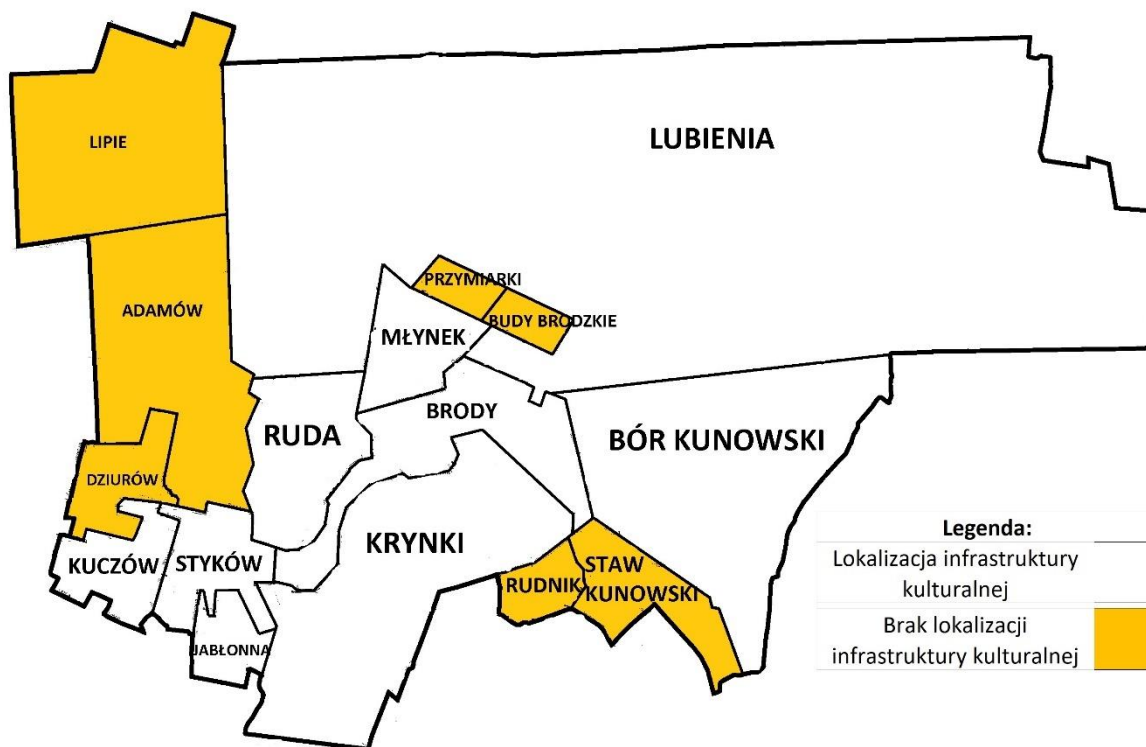 LUBIENIA
LIPIE
PRZYMIARKI
ADAMÓW
BUDY BRODZKIE
MŁYNEK
BRODY
RUDA
BÓR KUNOWSKI
DZIURÓW
KRYNKI
KUCZÓW
STYKÓW
STAW
KUNOWSKI
RUDNIK
JABŁONNA
Legenda:
Lokalizacja infrastruktury
kulturalnej
Brak lokalizacji
infrastruktury kulturalnej